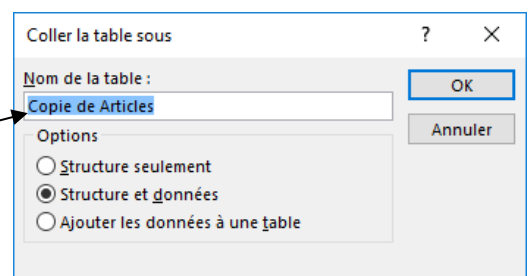 Coller la table sous ? ×
Nom de la table :
OK
Copie de Articles
Annuler
Options
Structure seulement
Structure et données
Ajouter les données à une table